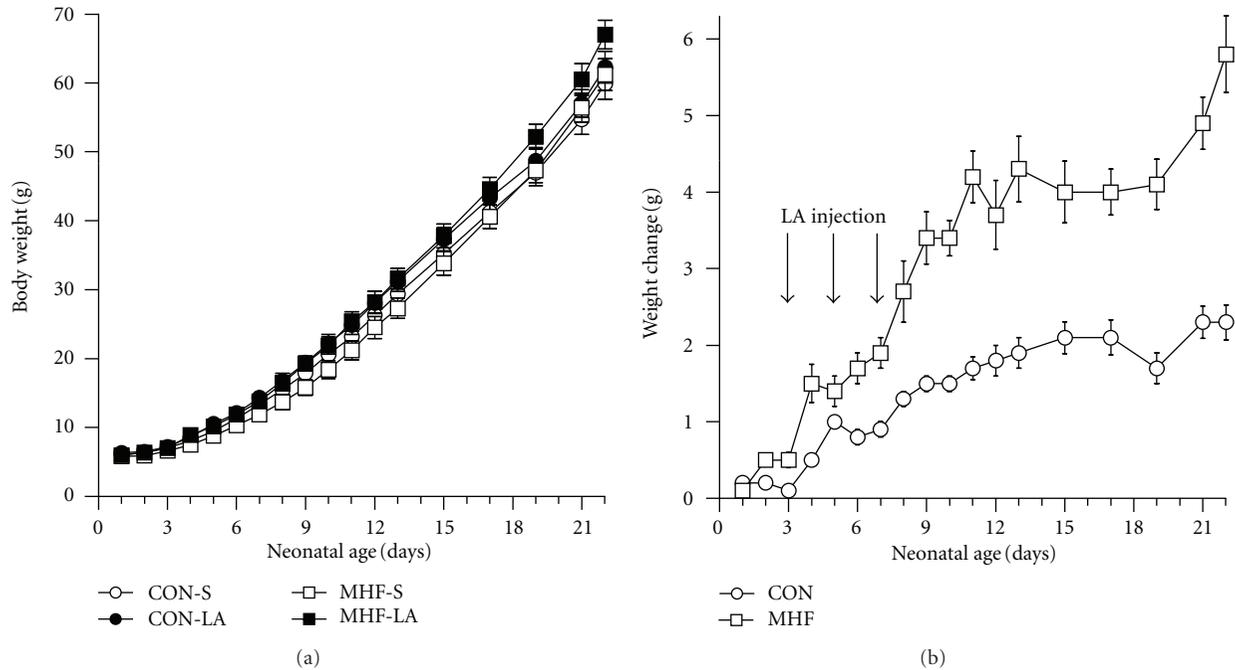 70
60
50
40
30
20
10
0
Body weight (g)
0 3 6 9 12 15 18 21
Neonatal age (days)
CON-S
CON-LA
MHF-S
MHF-LA
(a)
6
5
4
3
2
1
0
Weight change (g)
LA injection
0 3 6 9 12 15 18 21
Neonatal age (days)
CON
MHF
(b)